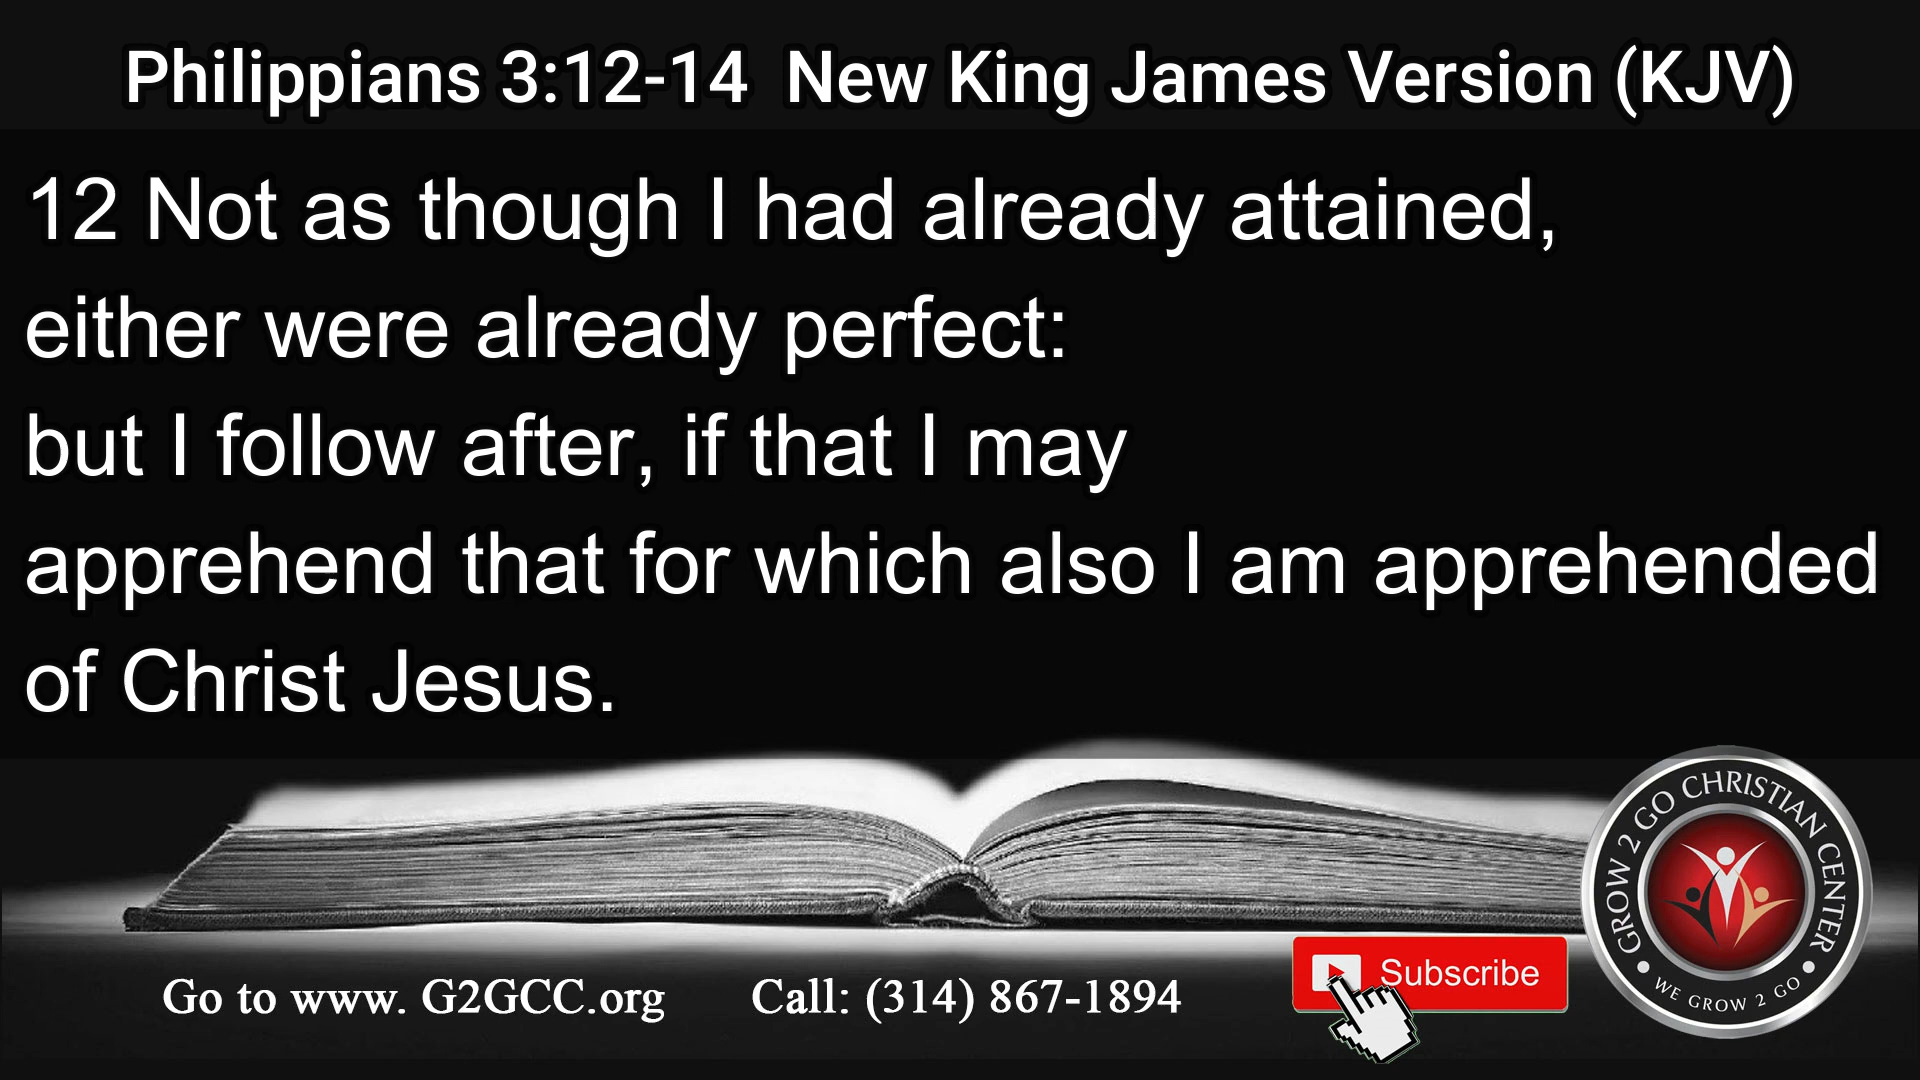 Philippians 3:12-14 New King James Version (KJV)
12 Not as though I had already attained,
either were already perfect:
but I follow after, if that I may
apprehend that for which also I am apprehended
of Christ Jesus.
GROW 2 GO CHRISTIAN CENTER
WE GROW 2 GO
Subscribe
Go to www. G2GCC.org Call: (314) 867-1894